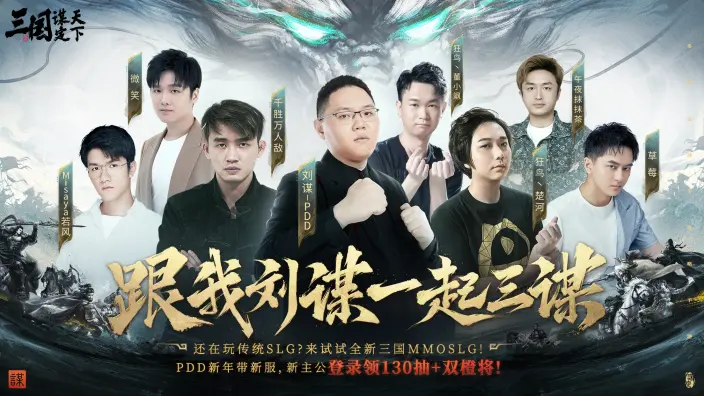 三国谋定天下
微笑
千胜万人敌
Misaya若风
刘谋-PDD
狂鸟丶董小飒
午夜抹抹茶
狂鸟丶楚河
草莓
跟我刘谋一起三谋
还在玩传统SLG?来试试全新三国MMOSLG!
PDD新年带新服,新主公登录领130抽+双橙将!
謀